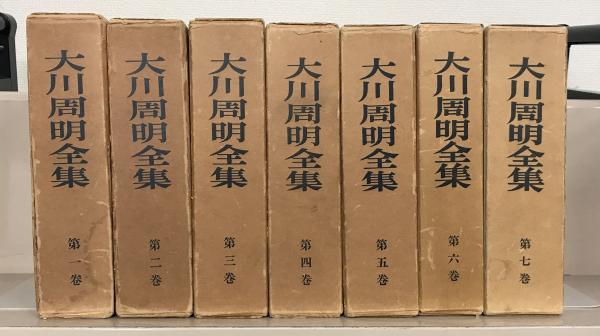 大川周明全集
第一巻
大川周明全集
第二巻
大川周明全集
第三巻
大川周明全集
第四巻
大川周明全集
第五巻
大川周明全集
第六巻
大川周明全集
第七巻